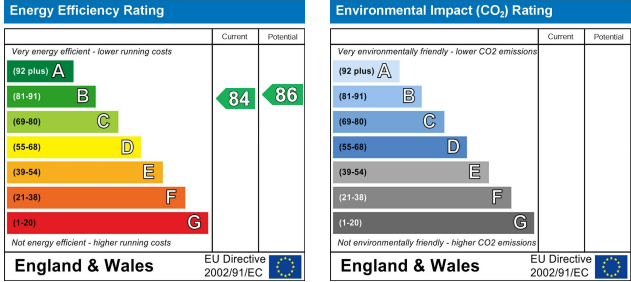 Energy Efficiency Rating
Current Potential
Very energy efficient - lower running costs
(92 plus) A
(81-91) B
84 86
(69-80) C
(55-68) D
(39-54) E
(21-38) F
(1-20) G
Not energy efficient - higher running costs
England & Wales
EU Directive
2002/91/EC
Environmental Impact (CO₂) Rating
Current Potential
Very environmentally friendly - lower CO2 emissions
(92 plus) A
(81-91) B
(69-80) C
(55-68) D
(39-54) E
(21-38) F
(1-20) G
Not environmentally friendly - higher CO2 emissions
England & Wales
EU Directive
2002/91/EC